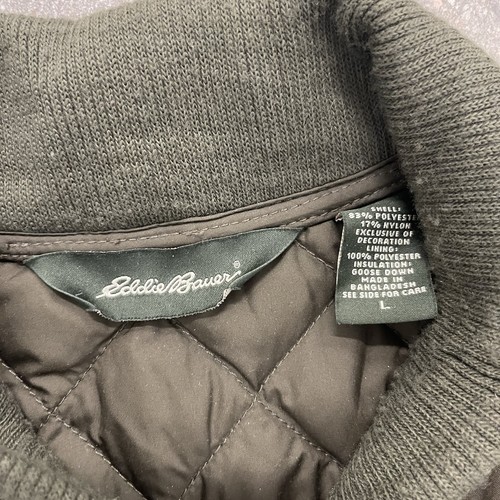 Eddie Bauer®
SHELL:
83% POLYESTER
17% NYLON
EXCLUSIVE OF
DECORATION
LINING:
100% POLYESTER
INSULATION:
GOOSE DOWN
MADE IN
BANGLADESH
SEE SIDE FOR CARE
L